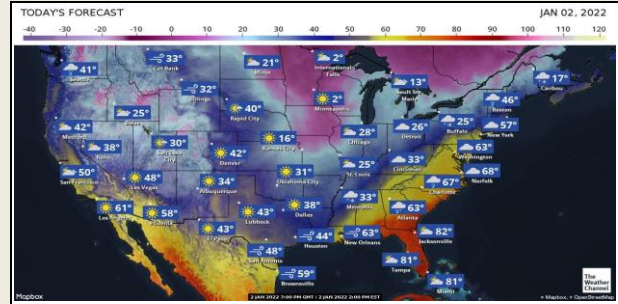 TODAY'S FORECAST
JAN 02, 2022
-40 -30 -20 -10 0 10 20 30 40 50 60 70 80 90 100 110 120
41°
Seattle
33°
Cut Bank
21°
Minot
2°
International Falls
13°
Sault Ste. Marie
17°
Caribou
32°
Billings
40°
Rapid City
2°
Minneapolis
46°
Boston
25°
Boise
25°
Buffalo
57°
New York
42°
Medford
38°
Reno
30°
Salt Lake City
42°
Denver
16°
Kansas City
28°
Chicago
26°
Detroit
63°
Washington
50°
San Francisco
48°
Las Vegas
34°
Albuquerque
31°
Oklahoma City
25°
St. Louis
33°
Cincinnati
68°
Norfolk
61°
Los Angeles
58°
Phoenix
43°
El Paso
43°
Lubbock
38°
Dallas
33°
Memphis
63°
Atlanta
67°
Charlotte
48°
San Antonio
44°
Houston
63°
New Orleans
82°
Jacksonville
59°
Brownsville
81°
Tampa
81°
Miami
The
Weather
Channel
Mapbox
2 JAN 2022 7:00 PM GMT / 2 JAN 2022 2:00 PM EST
© Mapbox, © OpenStreetMap